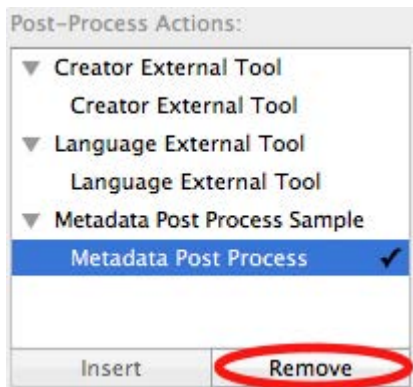 Post-Process Actions:
Creator External Tool
Creator External Tool
Language External Tool
Language External Tool
Metadata Post Process Sample
Metadata Post Process
Insert Remove